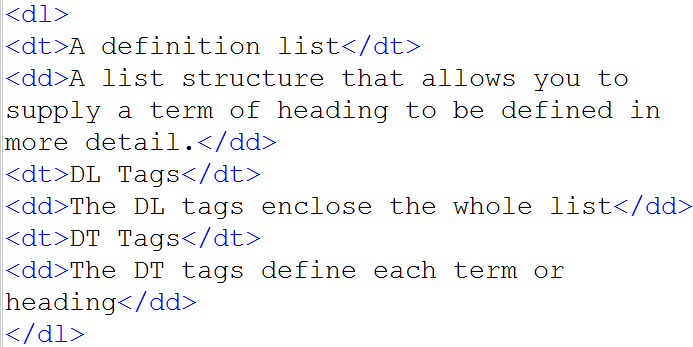 <dl>
<dt>A definition list</dt>
<dd>A list structure that allows you to
supply a term of heading to be defined in
more detail.</dd>
<dt>DL Tags</dt>
<dd>The DL tags enclose the whole list</dd>
<dt>DT Tags</dt>
<dd>The DT tags define each term or
heading</dd>
</dl>